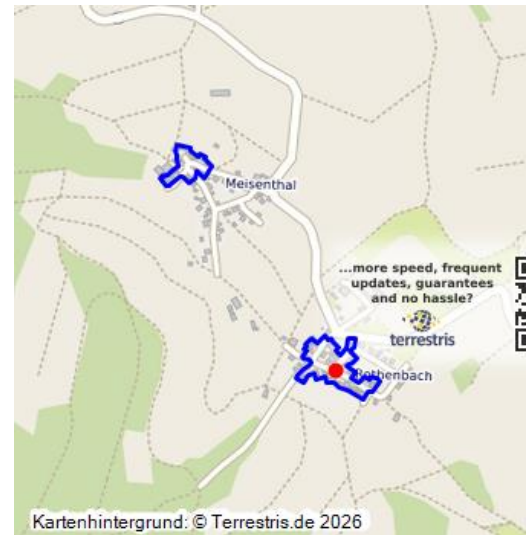 Meisenthal
...more speed, frequent
updates, guarantees
and no hassle?
terrestris
Rothenbach
Kartenhintergrund: © Terrestris.de 2026